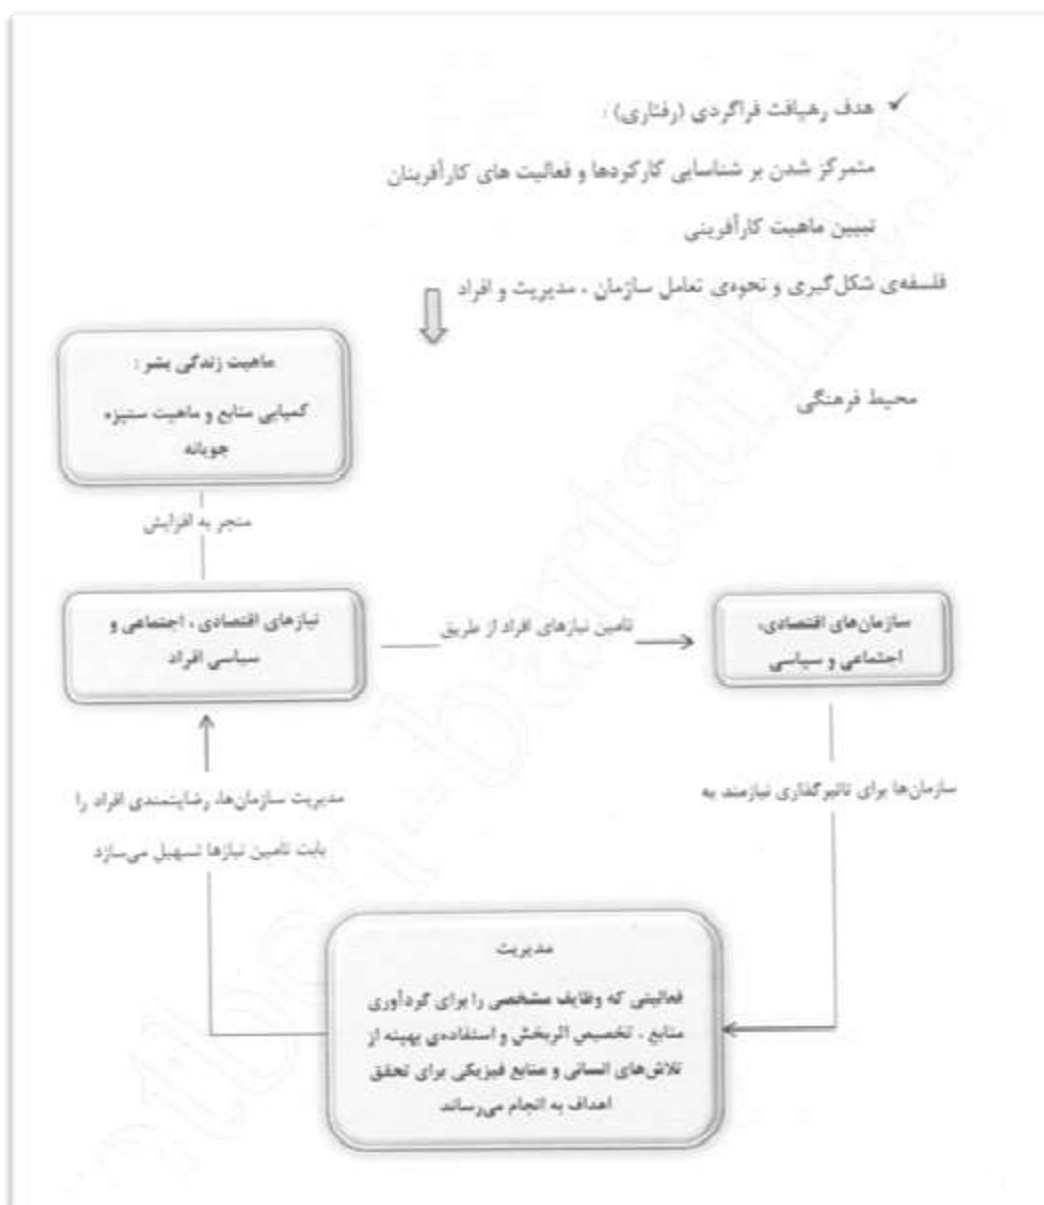 ✓ هدف رهیافت فراگردی (رفتاری) :
متمرکز شدن بر شناسایی کارکردها و فعالیت های کارآفرینان
تبیین ماهیت کارآفرینی
فلسفه‌ی شکل‌گیری و نحوه‌ی تعامل سازمان ، مدیریت و افراد
محیط فرهنگی
ماهیت زندگی بشر :
کمیابی منابع و ماهیت ستیزه
جویانه
منجر به افزایش
نیازهای اقتصادی ، اجتماعی و
سیاسی افراد
تامین نیازهای افراد از طریق
سازمان‌های اقتصادی،
اجتماعی و سیاسی
سازمان‌ها برای تاثیرگذاری نیازمند به
مدیریت سازمان‌ها، رضایتمندی افراد را
بابت تامین نیازها تسهیل می‌سازد
مدیریت
فعالیتی که وظایف مشخصی را برای گردآوری
منابع ، تخصیص اثربخش و استفاده‌ی بهینه از
تلاش‌های انسانی و منابع فیزیکی برای تحقق
اهداف به انجام می‌رساند